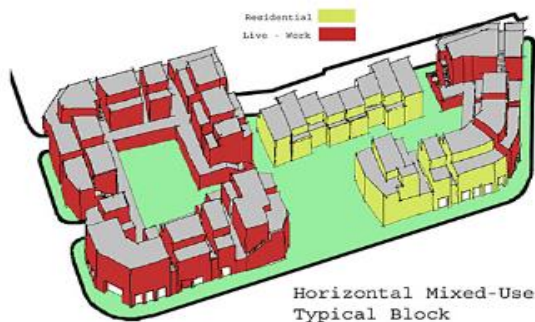 Residential
Live - Work
Horizontal Mixed-Use
Typical Block